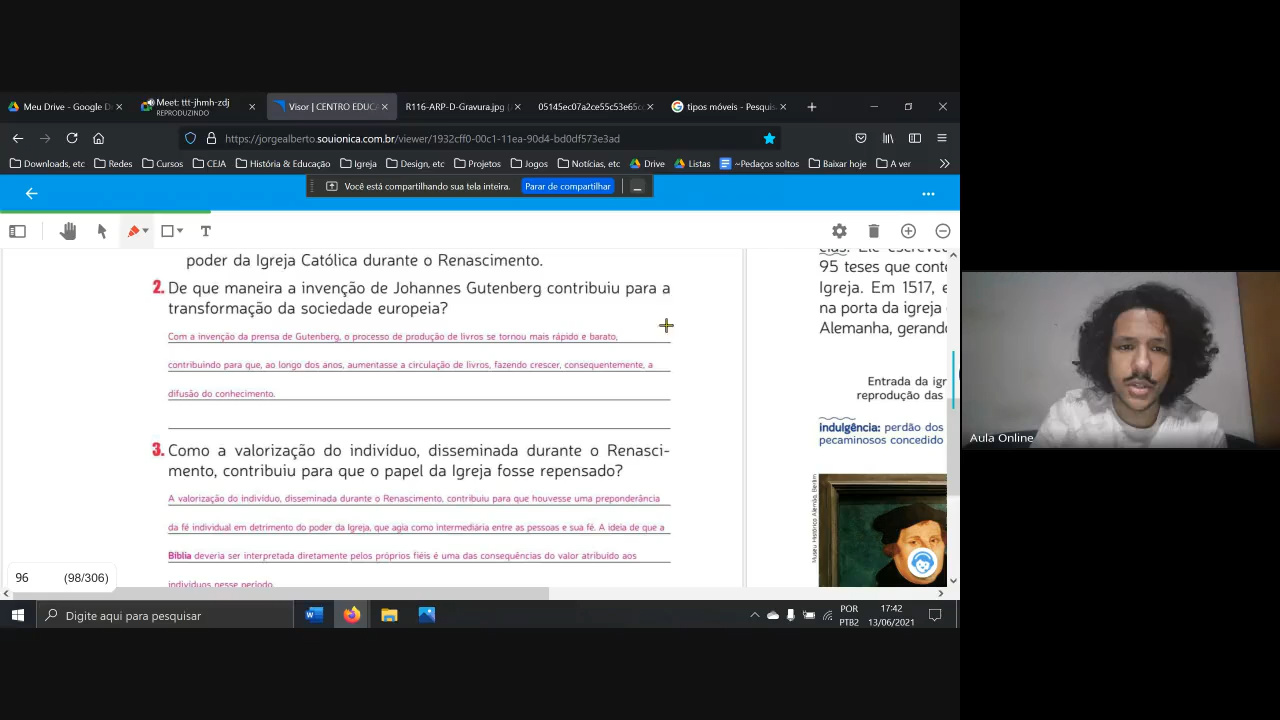 Meu Drive - Google D
Meet: ttt-jhmh-zdj
REPRODUZINDO
Visor | CENTRO EDUCA
R116-ARP-D-Gravura.jpg (
05145ec07a2ce55c53e65c
tipos móveis - Pesquis
https://jorgealberto.souionica.com.br/viewer/1932cff0-00c1-11ea-90d4-bd0df573e3ad
Downloads, etc
Redes
Cursos
CEJA
História & Educação
Igreja
Design, etc
Projetos
Jogos
Notícias, etc
Drive
Listas
~Pedaços soltos
Baixar hoje
A ver
Você está compartilhando sua tela inteira.
Parar de compartilhar
T
poder da Igreja Católica durante o Renascimento.
2. De que maneira a invenção de Johannes Gutenberg contribuiu para a
transformação da sociedade europeia?
Com a invenção da prensa de Gutenberg, o processo de produção de livros se tornou mais rápido e barato,
contribuindo para que, ao longo dos anos, aumentasse a circulação de livros, fazendo crescer, consequentemente, a
difusão do conhecimento.
3. Como a valorização do indivíduo, disseminada durante o Renasci-
mento, contribuiu para que o papel da Igreja fosse repensado?
A valorização do indivíduo, disseminada durante o Renascimento, contribuiu para que houvesse uma preponderância
da fé individual em detrimento do poder da Igreja, que agia como intermediária entre as pessoas e sua fé. A ideia de que a
Bíblia deveria ser interpretada diretamente pelos próprios fiéis é uma das consequências do valor atribuído aos
indivíduos nesse período.
cias. Ele escreve
95 teses que cont
Igreja. Em 1517, e
na porta da igreja
Alemanha, gerand
Entrada da igr
reprodução das
indulgência: perdão dos
pecaminosos concedido
Museu Histórico Alemão, Berlim
96 (98/306)
Aula Online
Digite aqui para pesquisar
POR
PTB2
17:42
13/06/2021